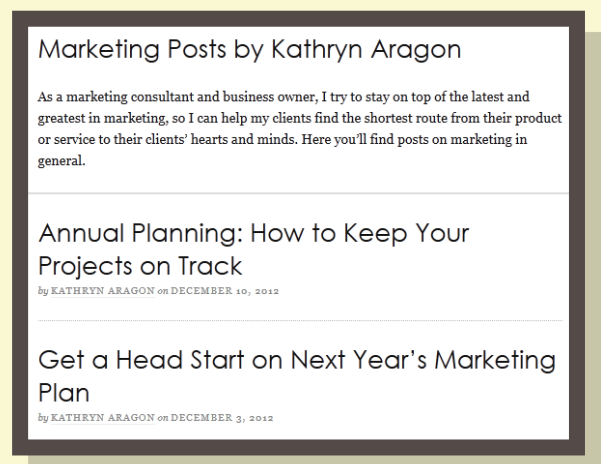 Marketing Posts by Kathryn Aragon
As a marketing consultant and business owner, I try to stay on top of the latest and
greatest in marketing, so I can help my clients find the shortest route from their product
or service to their clients’ hearts and minds. Here you’ll find posts on marketing in
general.
Annual Planning: How to Keep Your
Projects on Track
by KATHRYN ARAGON on DECEMBER 10, 2012
Get a Head Start on Next Year’s Marketing
Plan
by KATHRYN ARAGON on DECEMBER 3, 2012